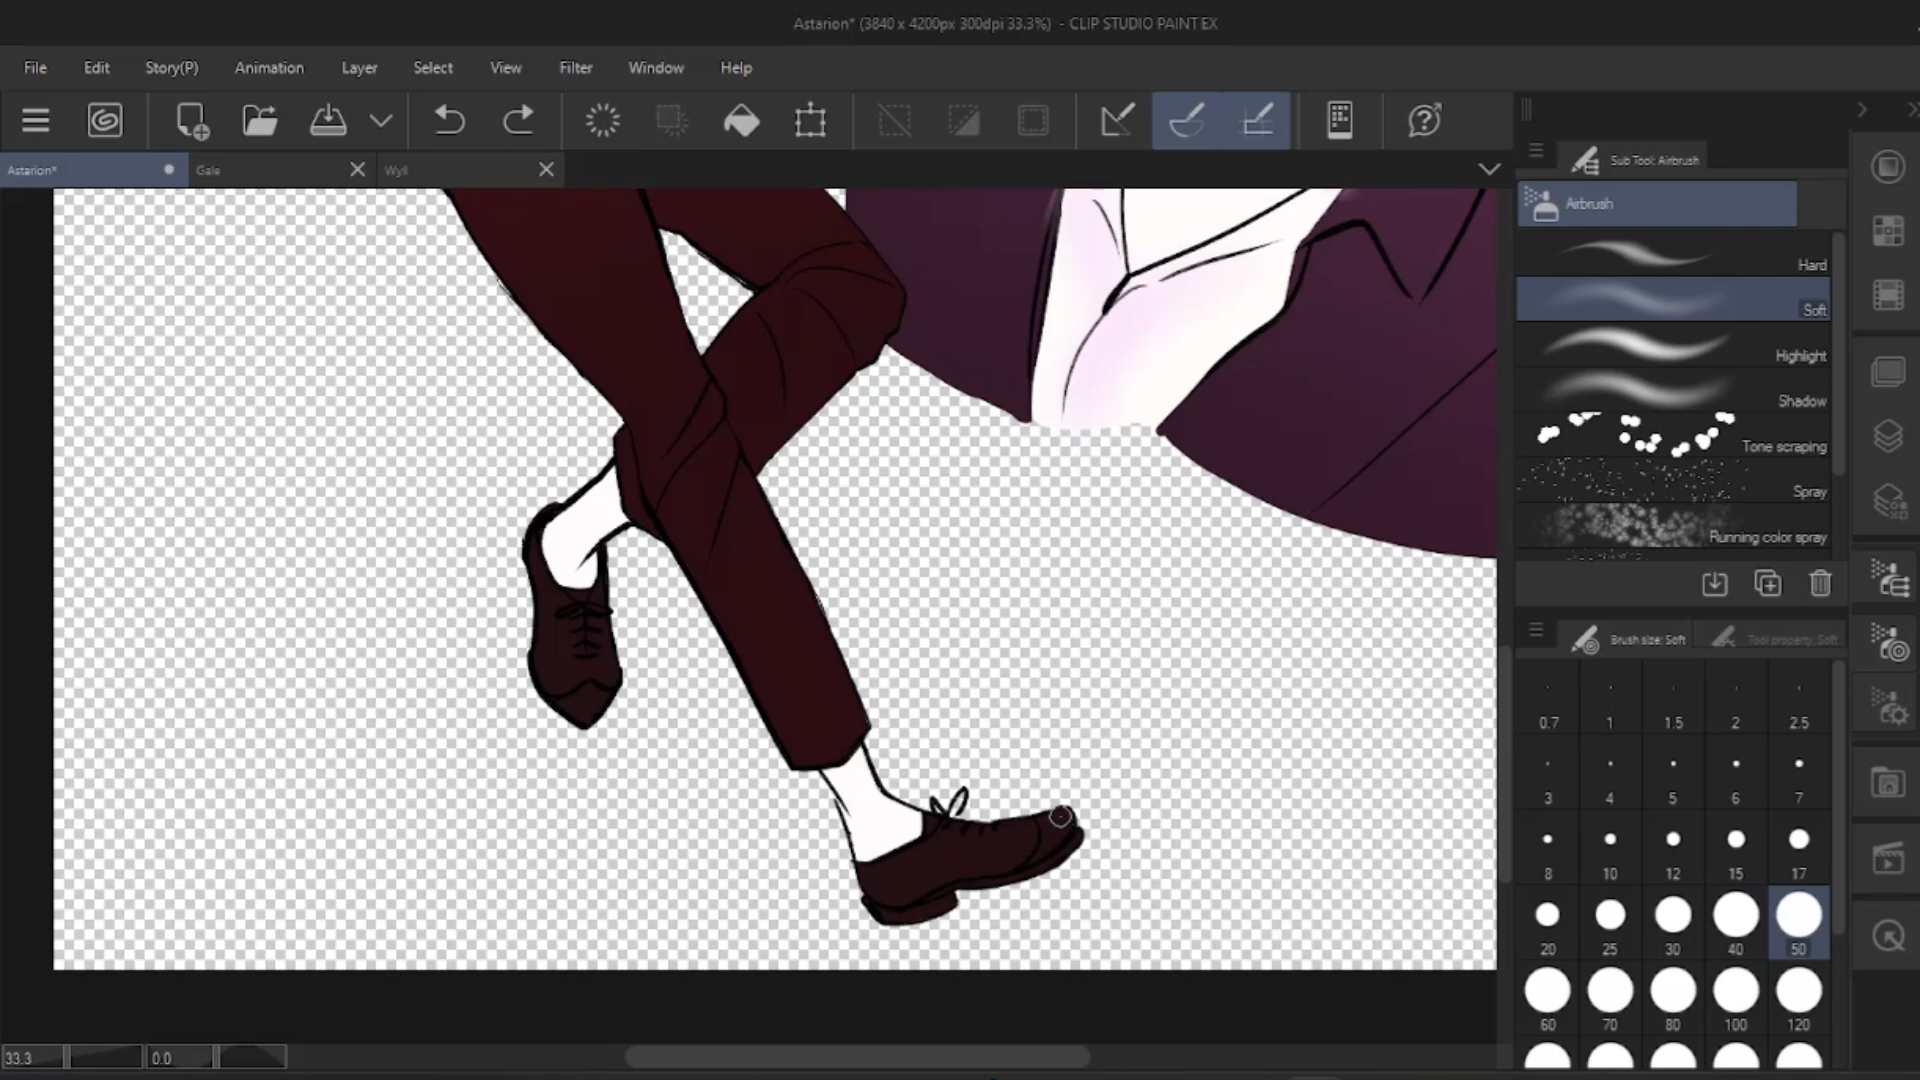 Astarion* (3840 x 4200px 300dpi 33.3%) - CLIP STUDIO PAINT EX
File Edit Story(P) Animation Layer Select View Filter Window Help
Astarion* Gale Wyll
Sub Tool: Airbrush
Airbrush
Hard
Soft
Highlight
Shadow
Tone scraping
Spray
Running color spray
Brush size: Soft Tool property: Soft
0.7 1 1.5 2 2.5
3 4 5 6 7
8 10 12 15 17
20 25 30 40 50
60 70 80 100 120
33.3 0.0